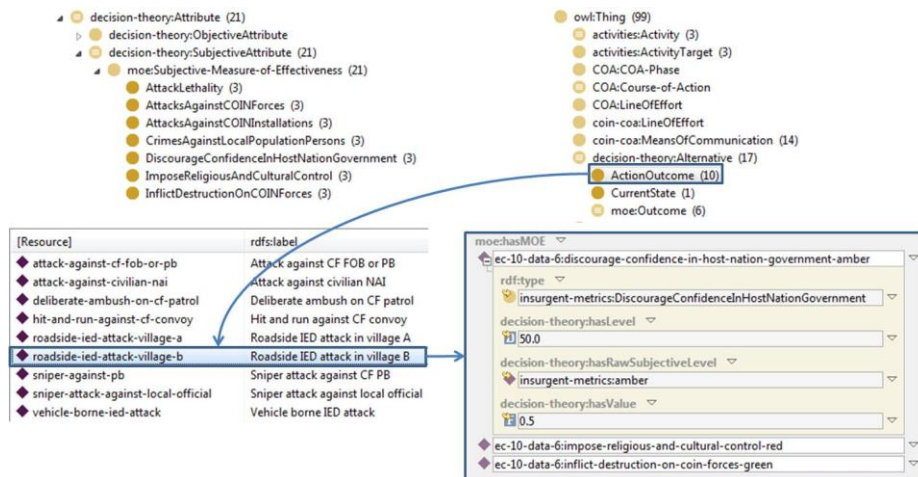 decision-theory:Attribute (21)
decision-theory:ObjectiveAttribute
decision-theory:SubjectiveAttribute (21)
moe:Subjective-Measure-of-Effectiveness (21)
AttackLethality (3)
AttacksAgainstCOINForces (3)
AttacksAgainstCOINInstallations (3)
CrimesAgainstLocalPopulationPersons (3)
DiscourageConfidenceInHostNationGovernment (3)
ImposeReligiousAndCulturalControl (3)
InflictDestructionOnCOINForces (3)
owl:Thing (99)
activities:Activity (3)
activities:ActivityTarget (3)
COA:COA-Phase
COA:Course-of-Action
COA:LineOfEffort
coin-coa:LineOfEffort
coin-coa:MeansOfCommunication (14)
decision-theory:Alternative (17)
ActionOutcome (10)
CurrentState (1)
moe:Outcome (6)
[Resource] rdfs:label
attack-against-cf-fob-or-pb Attack against CF FOB or PB
attack-against-civilian-nai Attack against civilian NAI
deliberate-ambush-on-cf-patrol Deliberate ambush on CF patrol
hit-and-run-against-cf-convoy Hit and run against CF convoy
roadside-ied-attack-village-a Roadside IED attack in village A
roadside-ied-attack-village-b Roadside IED attack in village B
sniper-against-pb Sniper attack against CF PB
sniper-attack-against-local-official Sniper attack against local official
vehicle-borne-ied-attack Vehicle borne IED attack
moe:hasMOE
ec-10-data-6:discourage-confidence-in-host-nation-government-amber
rdf:type
insurgent-metrics:DiscourageConfidenceInHostNationGovernment
decision-theory:hasLevel
50.0
decision-theory:hasRawSubjectiveLevel
insurgent-metrics:amber
decision-theory:hasValue
0.5
ec-10-data-6:impose-religious-and-cultural-control-red
ec-10-data-6:inflict-destruction-on-coin-forces-green